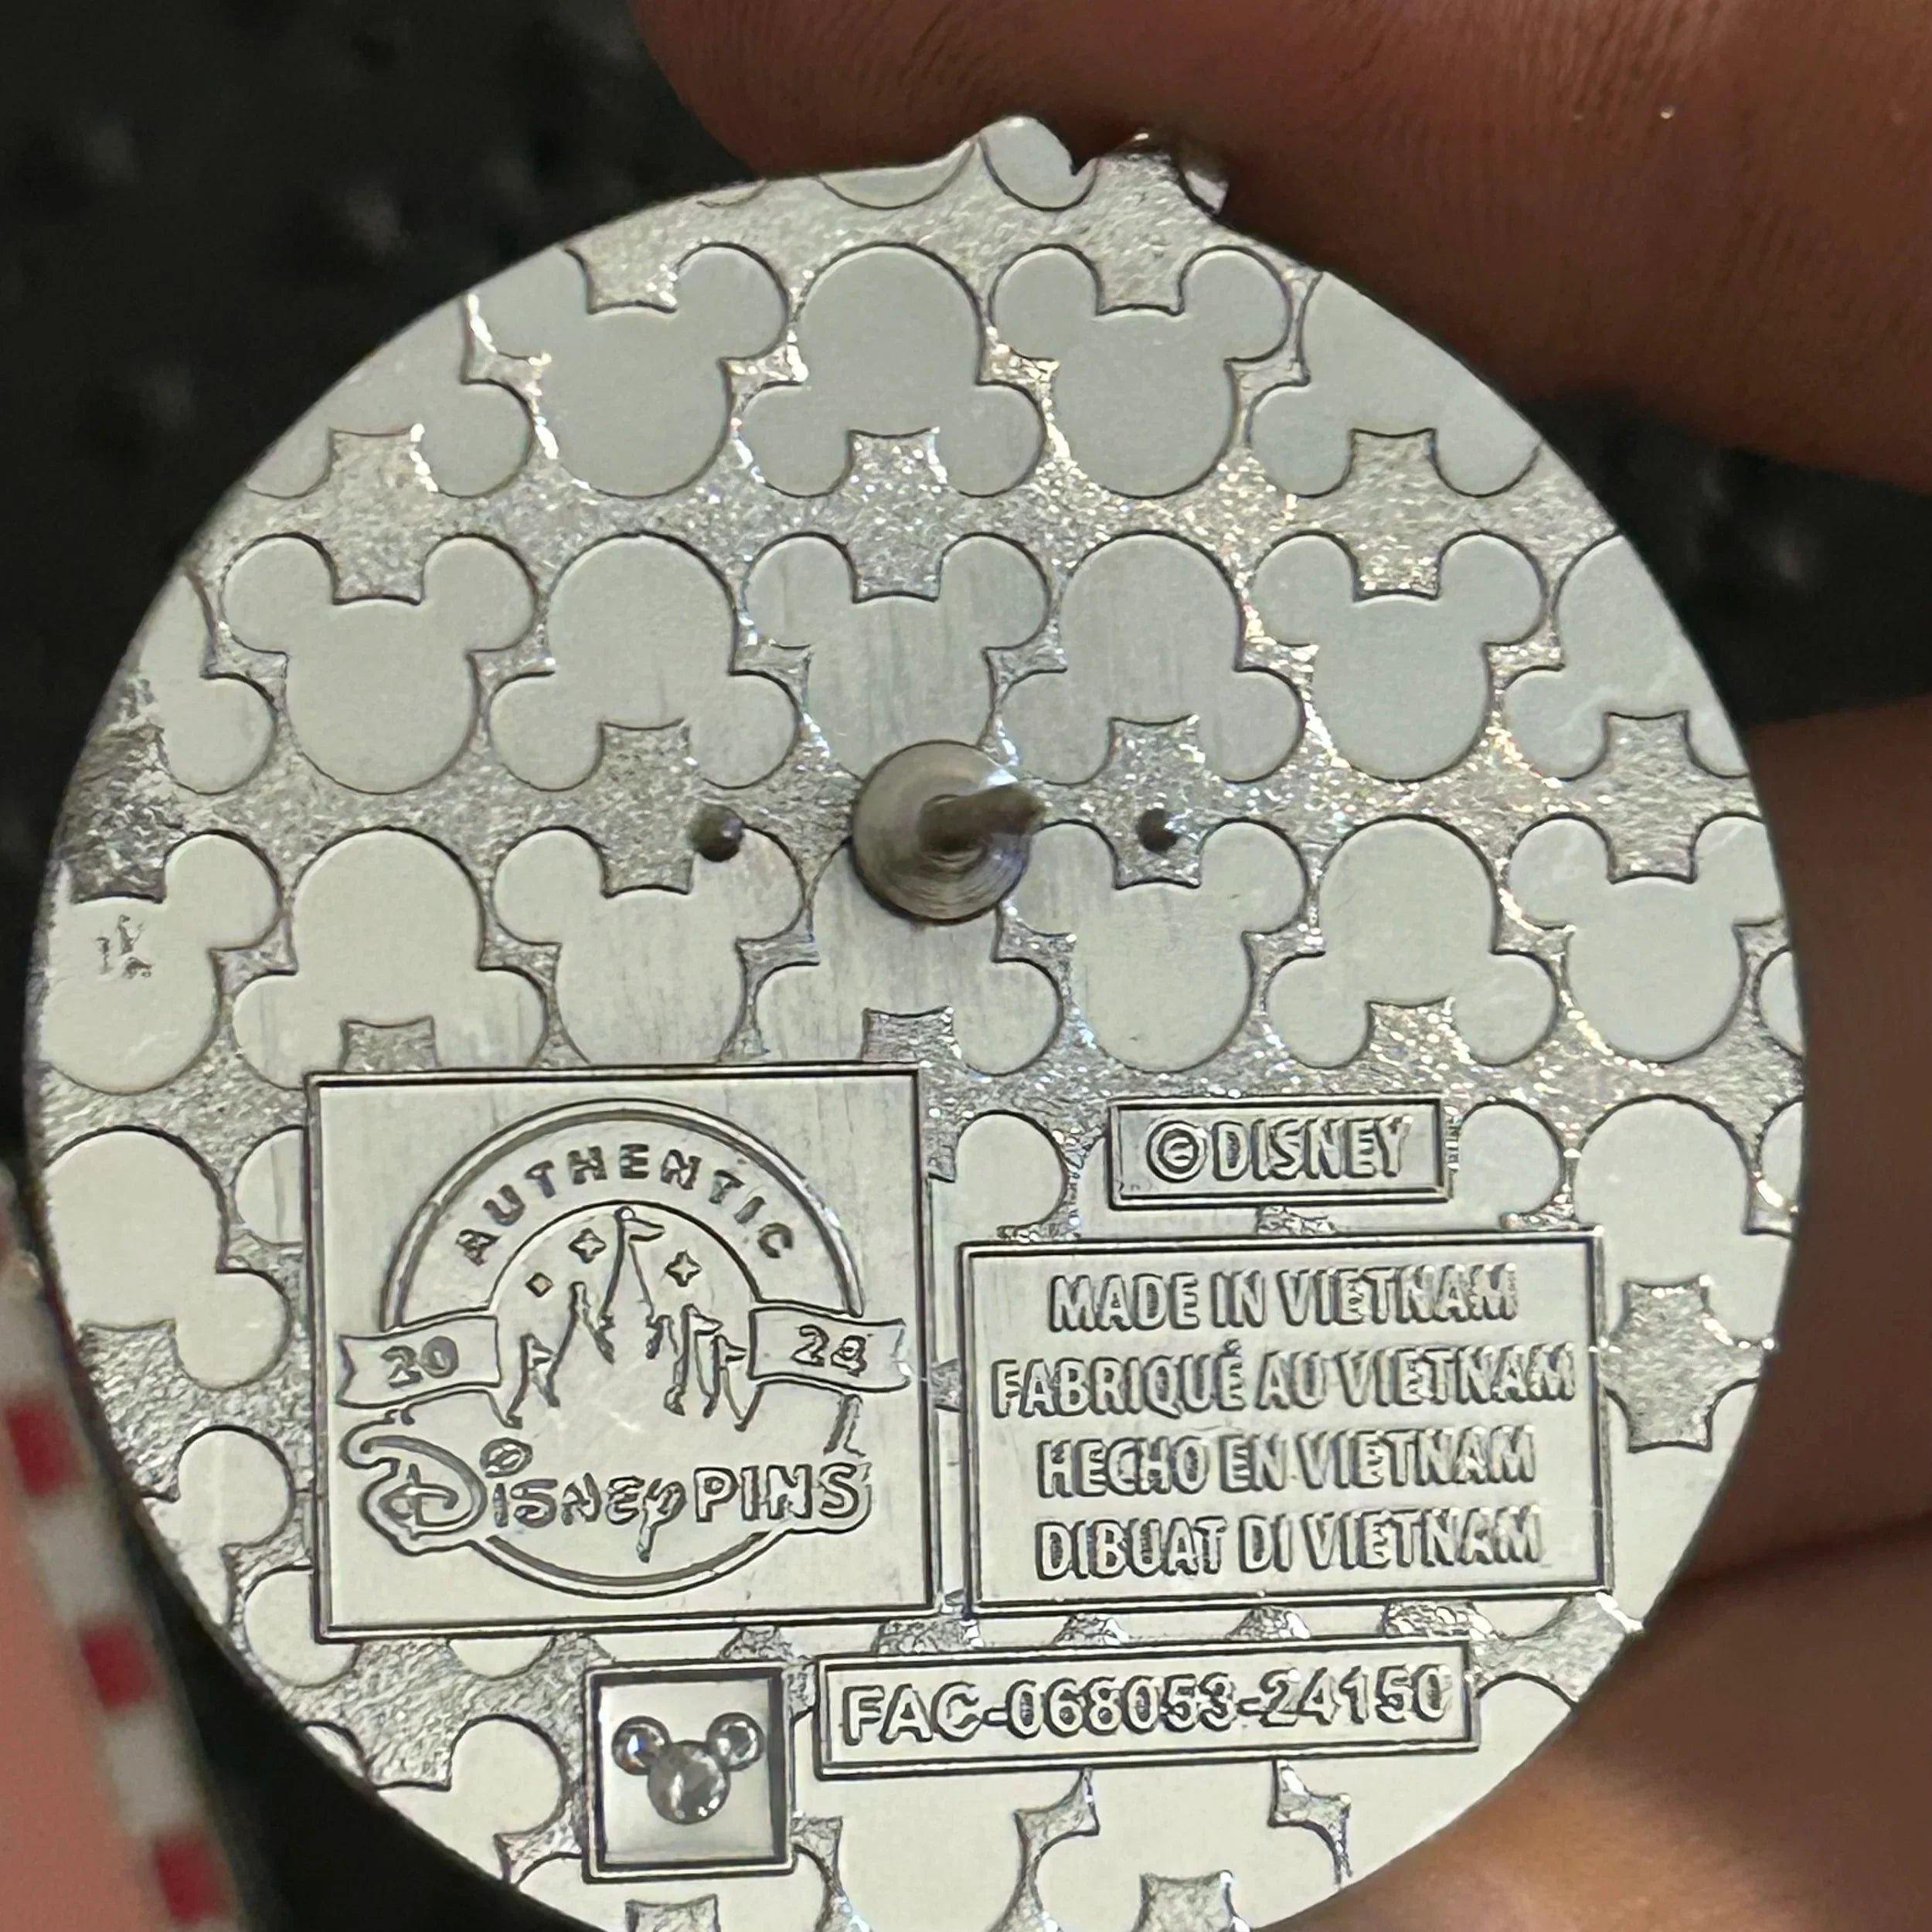 AUTHENTIC
20 24
Disney PINS
©DISNEY
MADE IN VIETNAM
FABRIQUÉ AU VIETNAM
HECHO EN VIETNAM
DIBUAT DI VIETNAM
FAC-068053-24150